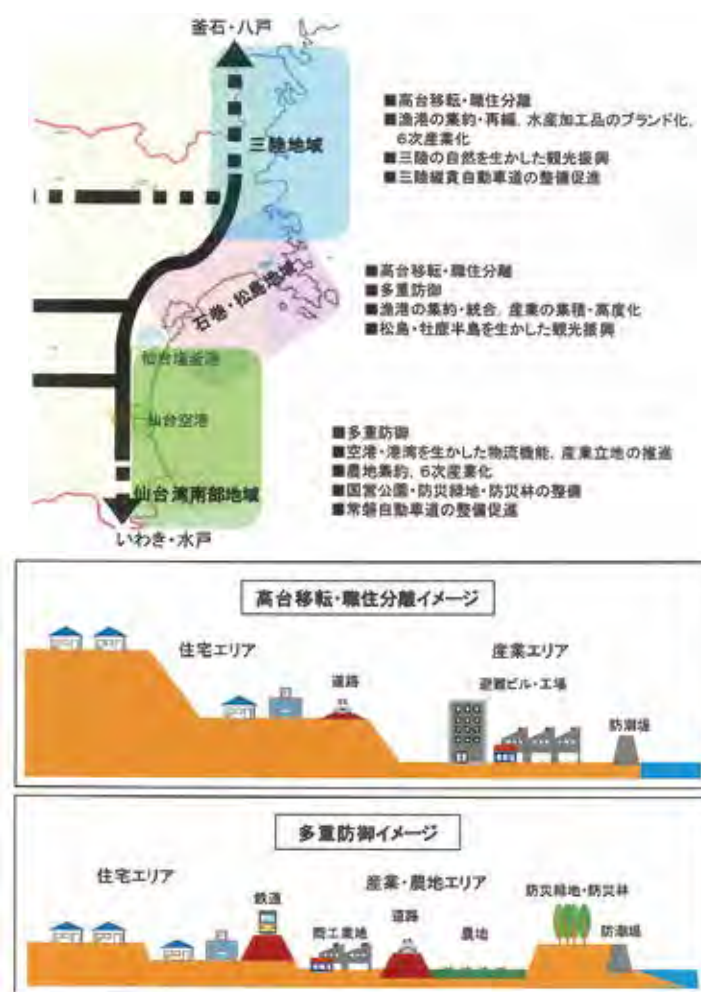 釜石・八戸
三陸地域
■高台移転・職住分離
■漁港の集約・再編，水産加工品のブランド化，
6次産業化
■三陸の自然を生かした観光振興
■三陸縦貫自動車道の整備促進
石巻・松島地域
■高台移転・職住分離
■多重防御
■漁港の集約・統合，産業の集積・高度化
■松島・牡鹿半島を生かした観光振興
仙台塩釜港
仙台空港
仙台湾南部地域
いわき・水戸
■多重防御
■空港・港湾を生かした物流機能，産業立地の推進
■農地集約，6次産業化
■国営公園・防災緑地・防災林の整備
■常磐自動車道の整備促進
高台移転・職住分離イメージ
住宅エリア
産業エリア
道路
避難ビル・工場
防潮堤
多重防御イメージ
住宅エリア
産業・農地エリア
防災緑地・防災林
鉄道
商工業地
道路
農地
防潮堤